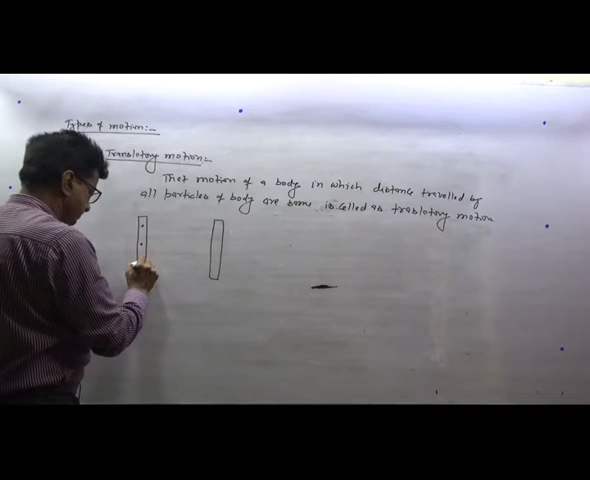 Types of motion:-
Translatory motion:-
That motion of a body in which distance travelled by
all particles of body are same is called as traslatory motion